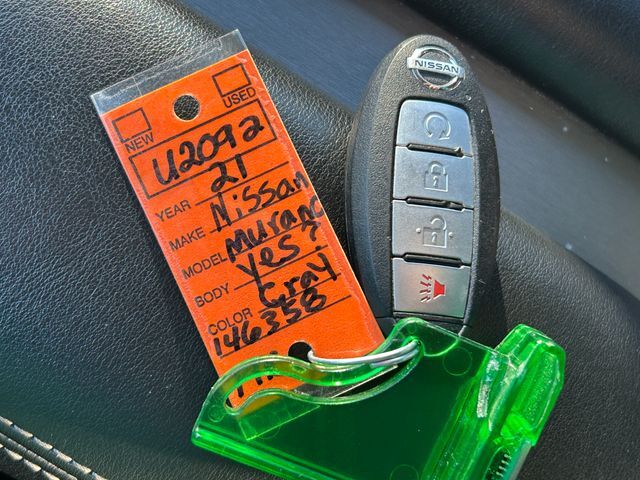 NEW
USED
U2092
YEAR 21
MAKE Nissan
MODEL Murano
BODY Yes?
COLOR Gray
146358
NISSAN